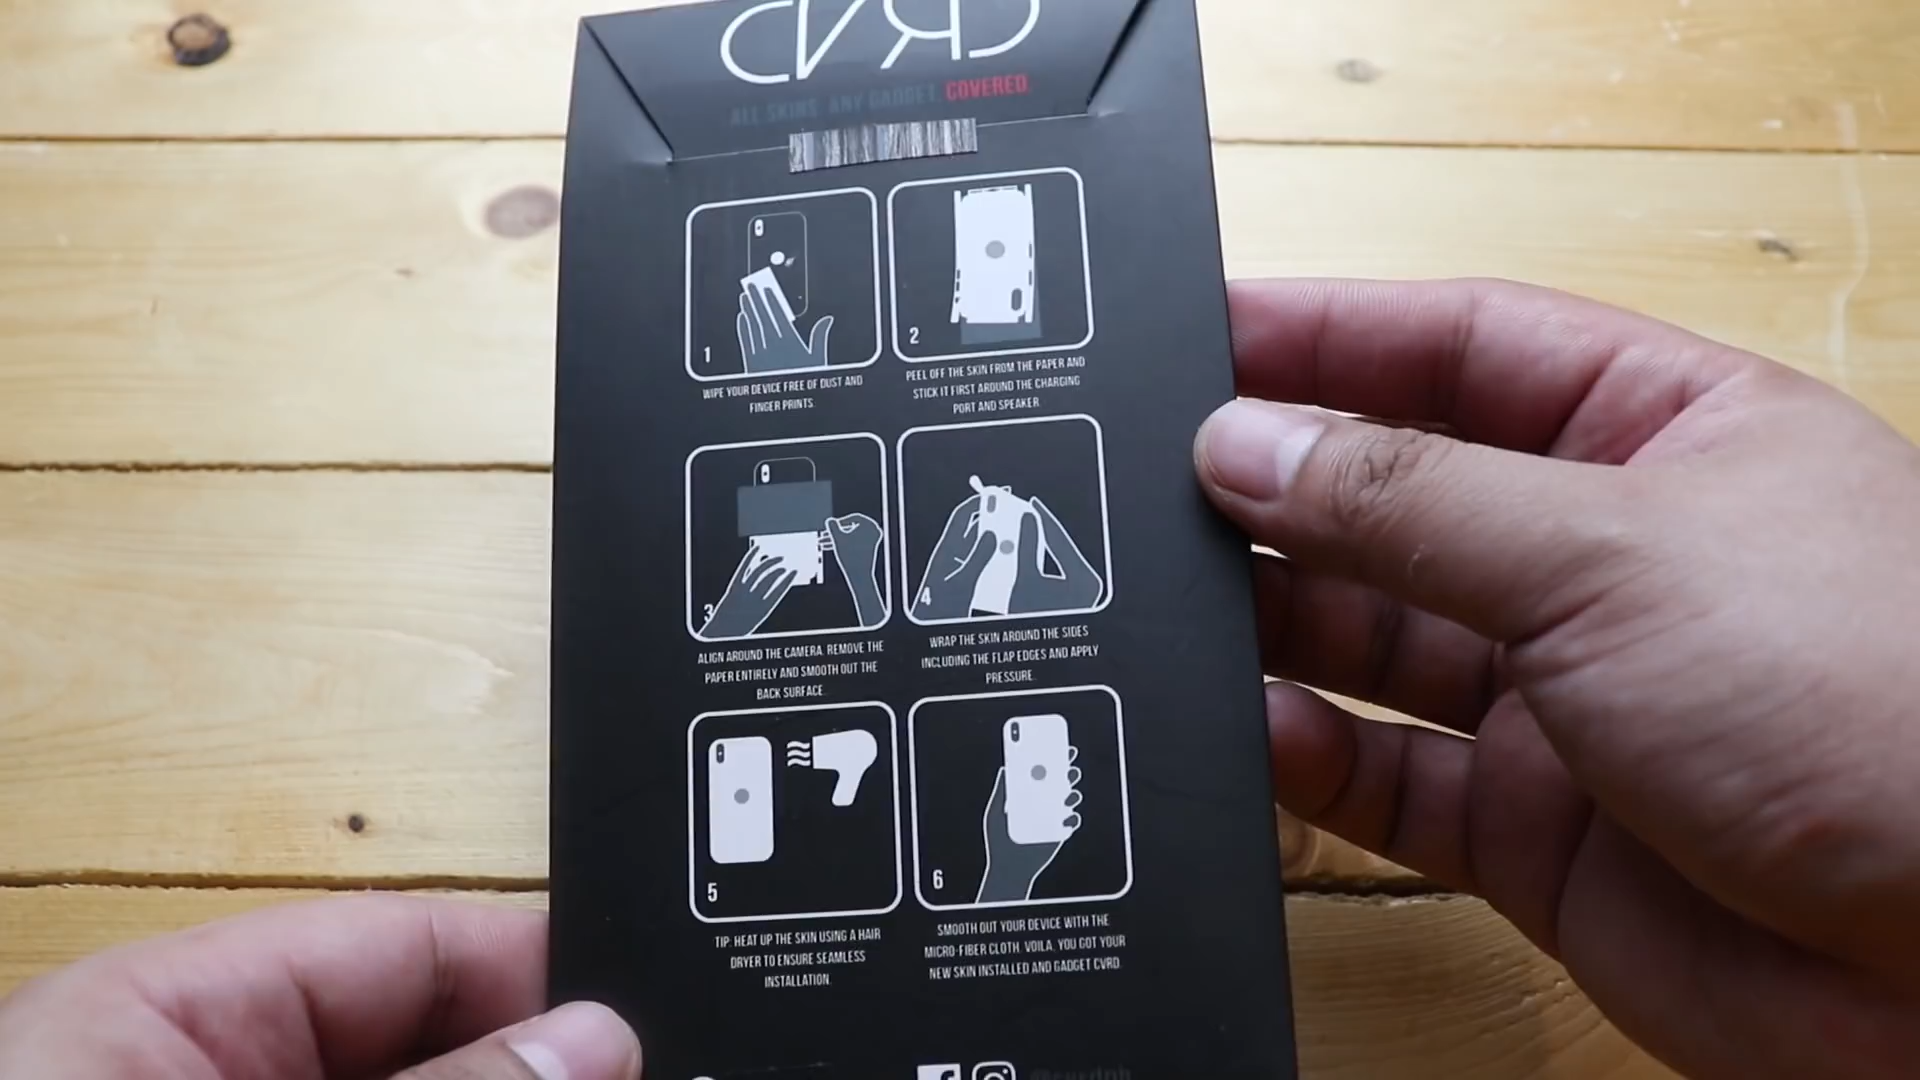 CVRD
ALL SKINS. ANY GADGET. COVERED.
1
WIPE YOUR DEVICE FREE OF DUST AND
FINGER PRINTS.
2
PEEL OFF THE SKIN FROM THE PAPER AND
STICK IT FIRST AROUND THE CHARGING
PORT AND SPEAKER.
3
ALIGN AROUND THE CAMERA. REMOVE THE
PAPER ENTIRELY AND SMOOTH OUT THE
BACK SURFACE.
4
WRAP THE SKIN AROUND THE SIDES
INCLUDING THE FLAP EDGES AND APPLY
PRESSURE.
5
TIP: HEAT UP THE SKIN USING A HAIR
DRYER TO ENSURE SEAMLESS
INSTALLATION.
6
SMOOTH OUT YOUR DEVICE WITH THE
MICRO-FIBER CLOTH. VOILA, YOU GOT YOUR
NEW SKIN INSTALLED AND GADGET CVRD.